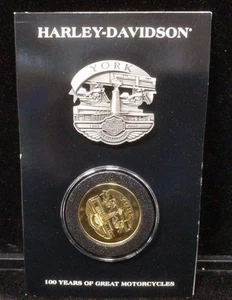 HARLEY-DAVIDSON®
YORK
100 YEARS OF GREAT MOTORCYCLES